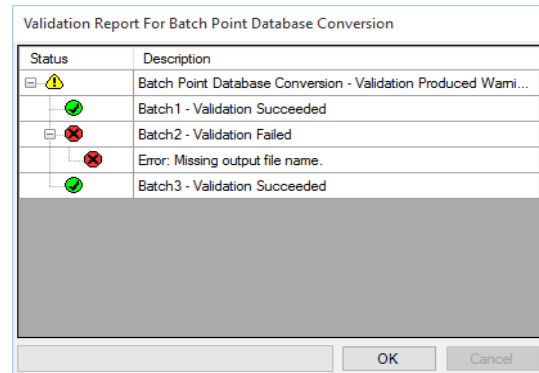 Validation Report For Batch Point Database Conversion
Status Description
Batch Point Database Conversion - Validation Produced Warni...
Batch1 - Validation Succeeded
Batch2 - Validation Failed
Error: Missing output file name.
Batch3 - Validation Succeeded
OK Cancel